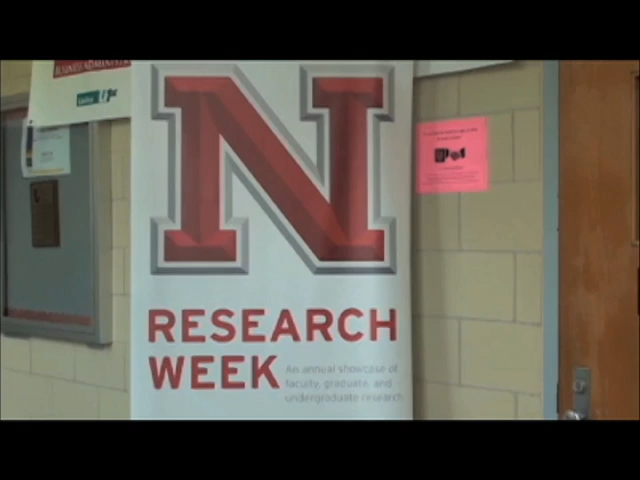 N
RESEARCH
WEEK
An annual showcase of
faculty, graduate, and
undergraduate research